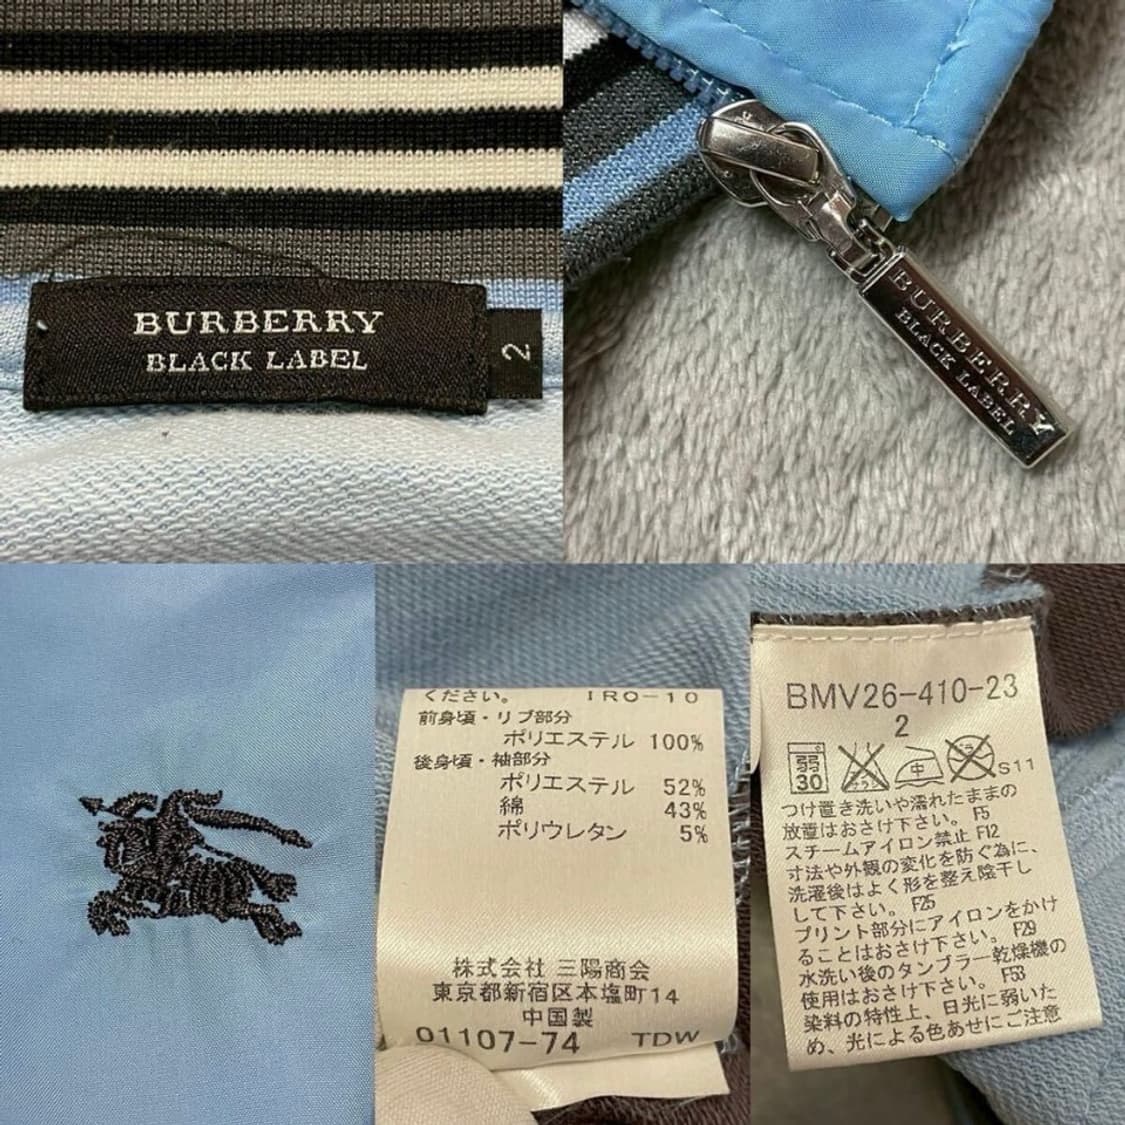 BURBERRY
BLACK LABEL
2
BURBERRY
BLACK LABEL
ください。 IRO-10
前身頃・リブ部分
ポリエステル 100%
後身頃・袖部分
ポリエステル 52%
綿 43%
ポリウレタン 5%
株式会社 三陽商会
東京都新宿区本塩町14
中国製
01107-74 TDW
BMV26-410-23
2
弱
30
中
S11
つけ置き洗いや濡れたままの
放置はおさけ下さい。 F5
スチームアイロン禁止 F12
寸法や外観の変化を防ぐ為に、
洗濯後はよく形を整え陰干し
して下さい。 F25
プリント部分にアイロンをかけ
ることはおさけ下さい。 F29
水洗い後のタンブラー乾燥機の
使用はおさけ下さい。 F53
染料の特性上、日光に弱いた
め、光による色あせにご注意